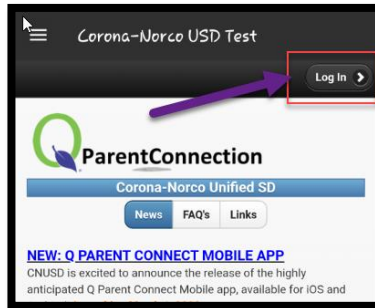 Corona-Norco USD Test
Log In
ParentConnection
Corona-Norco Unified SD
News FAQ's Links
NEW: Q PARENT CONNECT MOBILE APP
CNUSD is excited to announce the release of the highly
anticipated Q Parent Connect Mobile app, available for iOS and